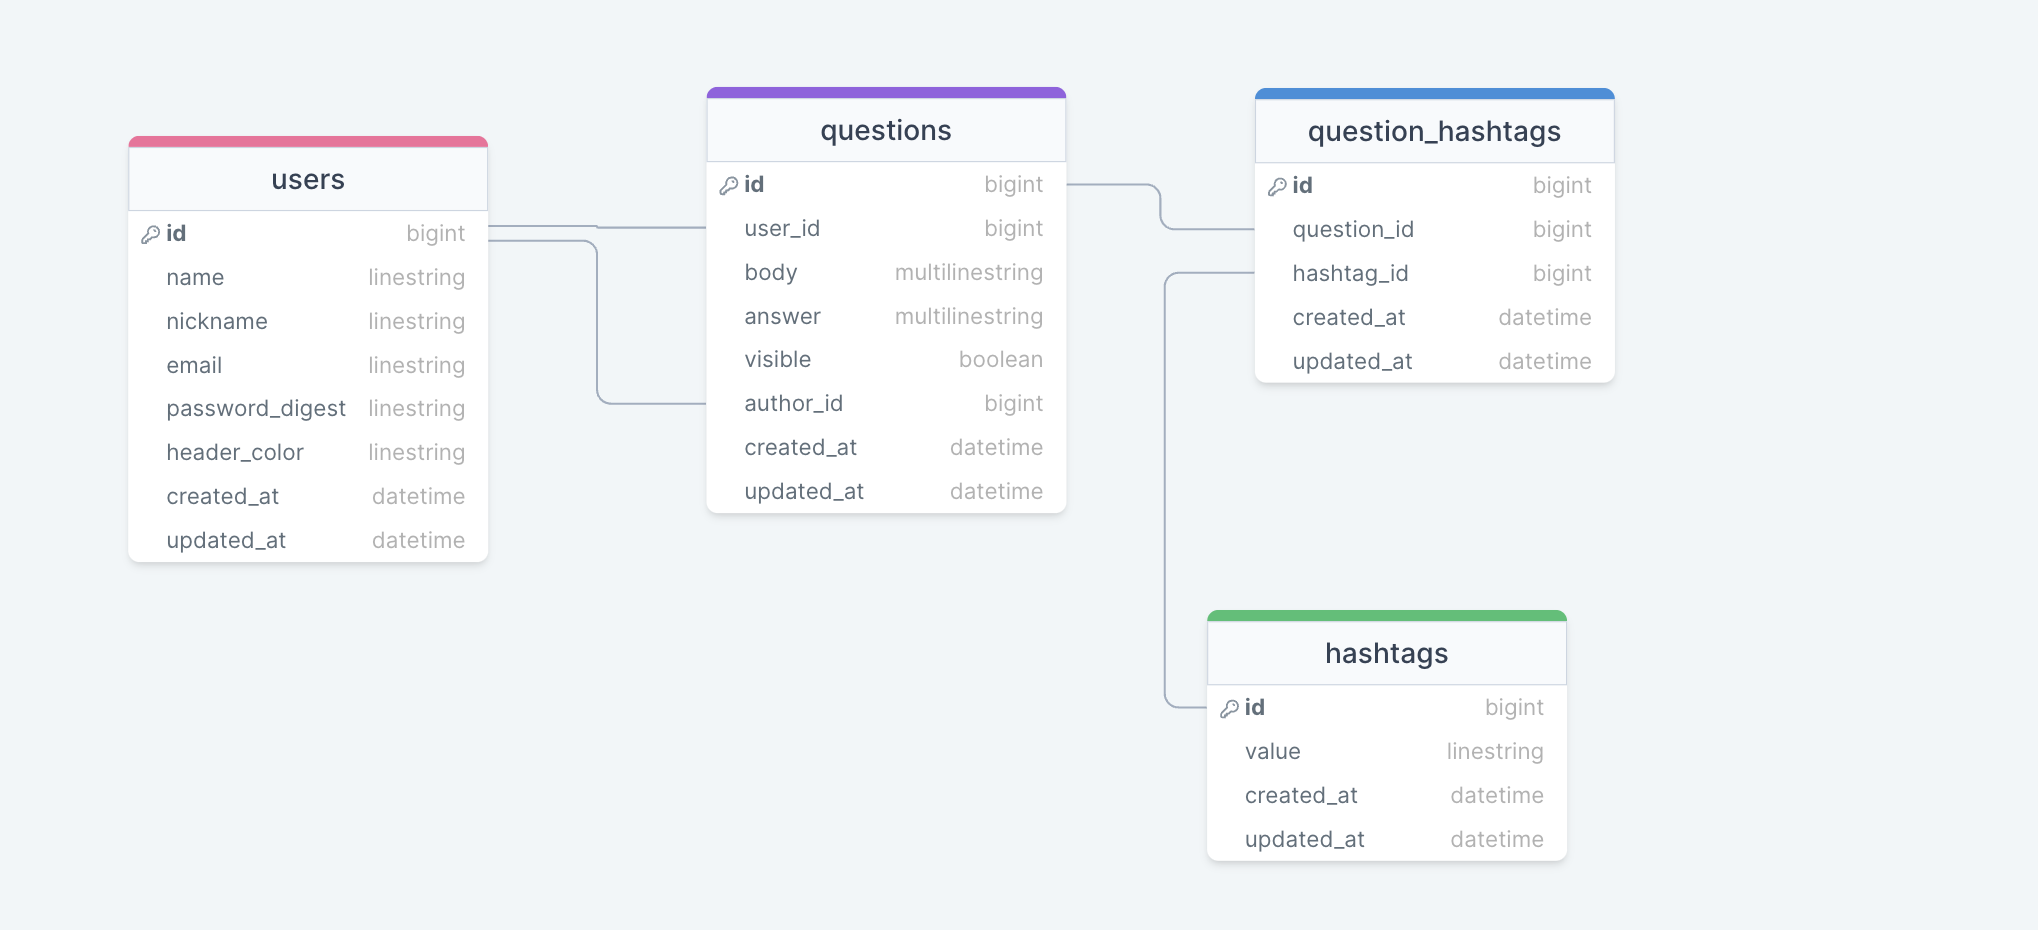 users
id bigint
name linestring
nickname linestring
email linestring
password_digest linestring
header_color linestring
created_at datetime
updated_at datetime
questions
id bigint
user_id bigint
body multilinestring
answer multilinestring
visible boolean
author_id bigint
created_at datetime
updated_at datetime
question_hashtags
id bigint
question_id bigint
hashtag_id bigint
created_at datetime
updated_at datetime
hashtags
id bigint
value linestring
created_at datetime
updated_at datetime